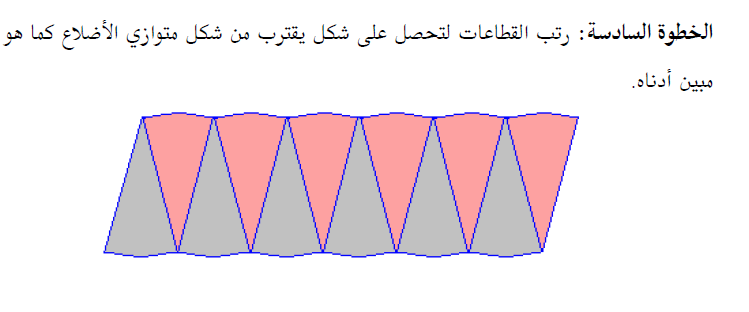 الخطوة السادسة: رتب القطاعات لتحصل على شكل يقترب من شكل متوازي الأضلاع كما هو
مبين أدناه.